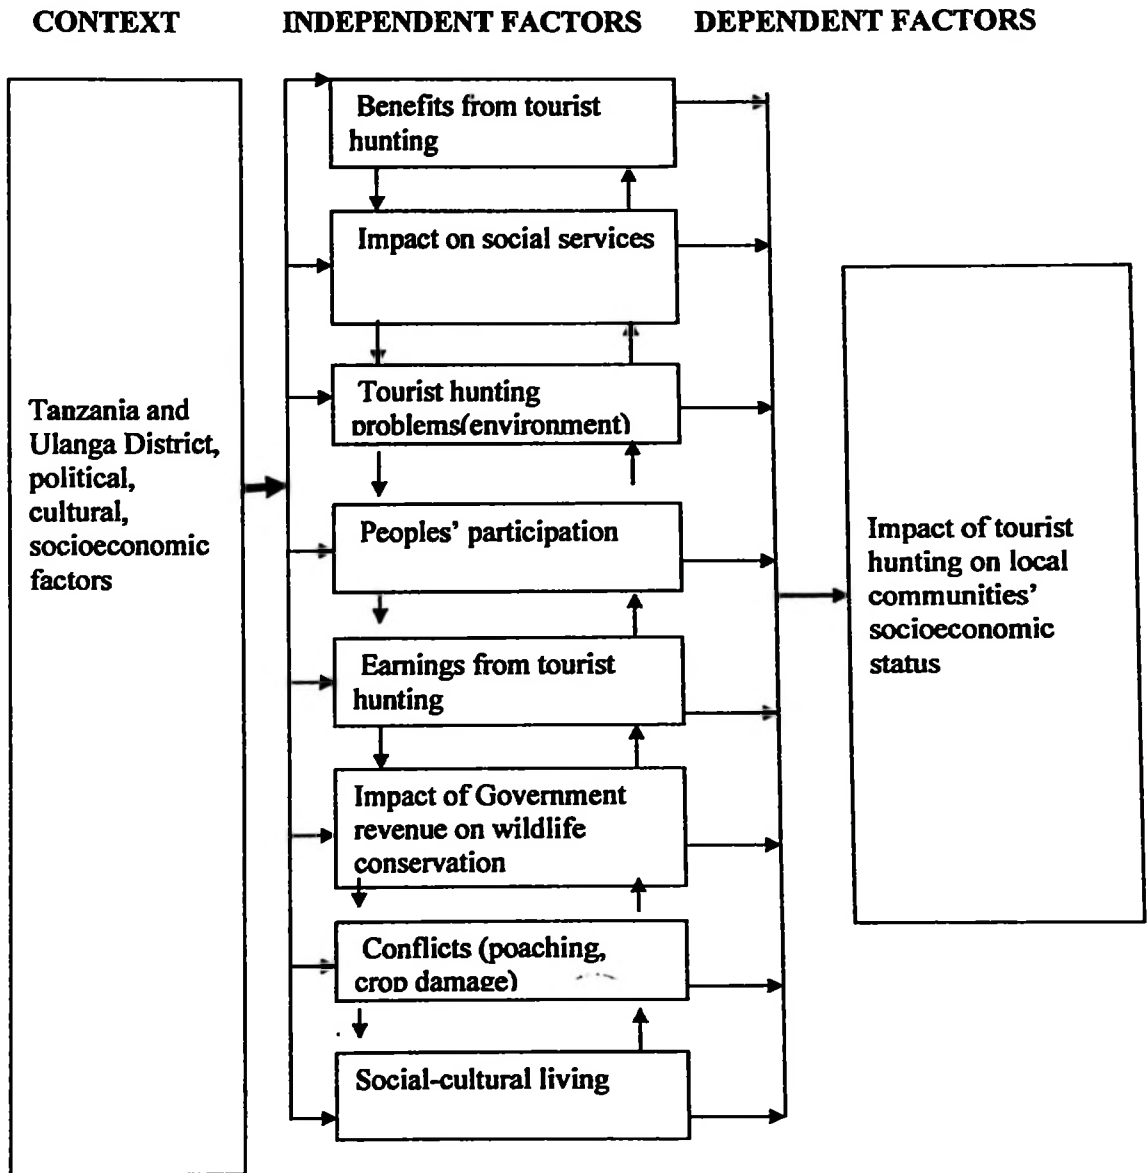 CONTEXT
INDEPENDENT FACTORS
DEPENDENT FACTORS
Tanzania and
Ulanga District,
political,
cultural,
socioeconomic
factors
Benefits from tourist
hunting
Impact on social services
Tourist hunting
problems(environment)
Peoples’ participation
Earnings from tourist
hunting
Impact of Government
revenue on wildlife
conservation
Conflicts (poaching,
crop damage)
Social-cultural living
Impact of tourist
hunting on local
communities’
socioeconomic
status